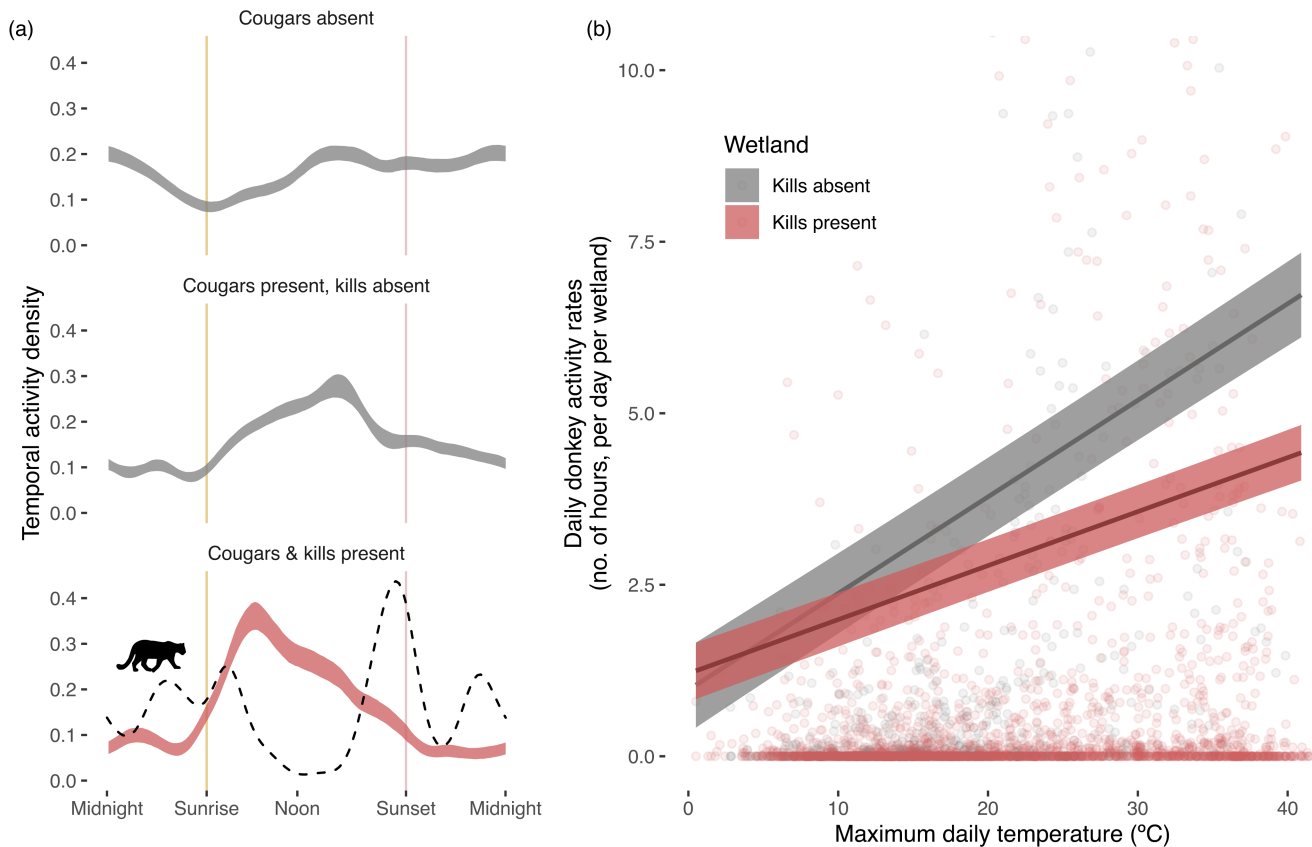 (a)
Cougars absent
0.4
0.3
0.2
0.1
0.0
Cougars present, kills absent
0.4
0.3
0.2
0.1
0.0
Cougars & kills present
0.4
0.3
0.2
0.1
0.0
Temporal activity density
Midnight Sunrise Noon Sunset Midnight
(b)
10.0
7.5
5.0
2.5
0.0
Daily donkey activity rates
(no. of hours, per day per wetland)
Wetland
Kills absent
Kills present
0 10 20 30 40
Maximum daily temperature (ºC)